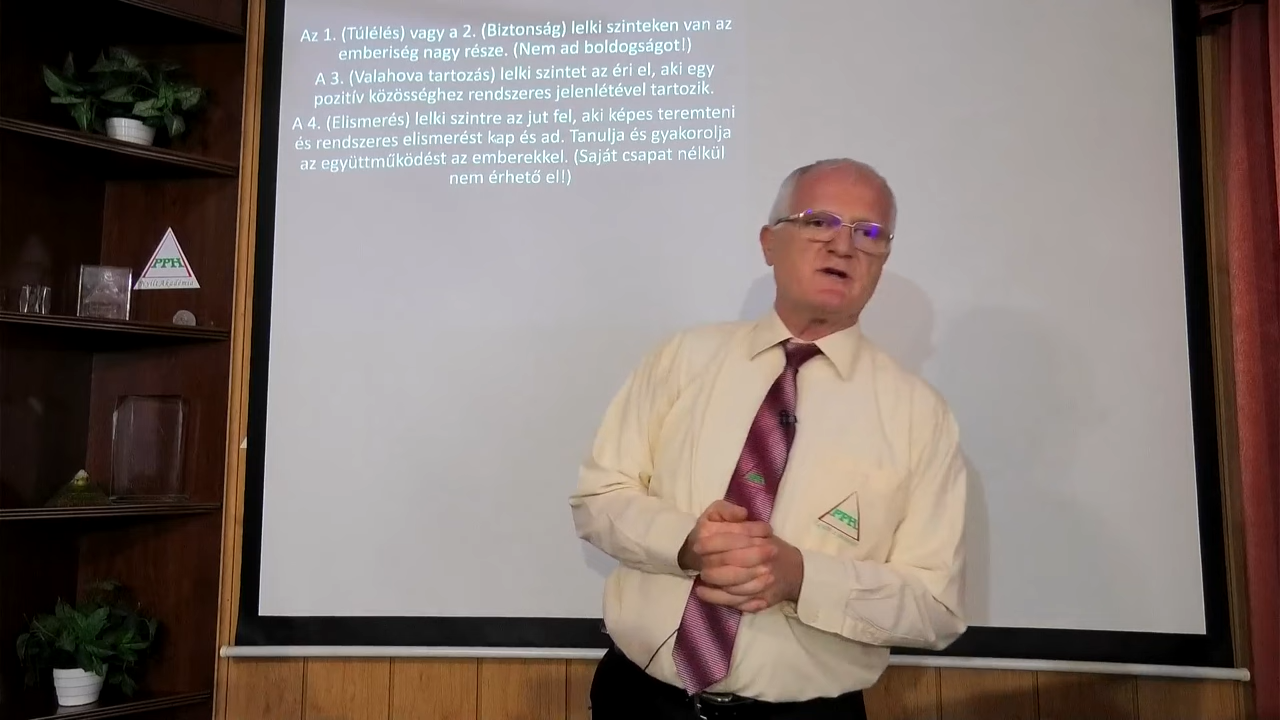 Az 1. (Túlélés) vagy a 2. (Biztonság) lelki szinteken van az
emberiség nagy része. (Nem ad boldogságot!)
A 3. (Valahova tartozás) lelki szintet az éri el, aki egy
pozitív közösséghez rendszeres jelenlétével tartozik.
A 4. (Elismerés) lelki szintre az jut fel, aki képes teremteni
és rendszeres elismerést kap és ad. Tanulja és gyakorolja
az együttműködést az emberekkel. (Saját csapat nélkül
nem érhető el!)
PPH
Nyílt Akadémia
PPH